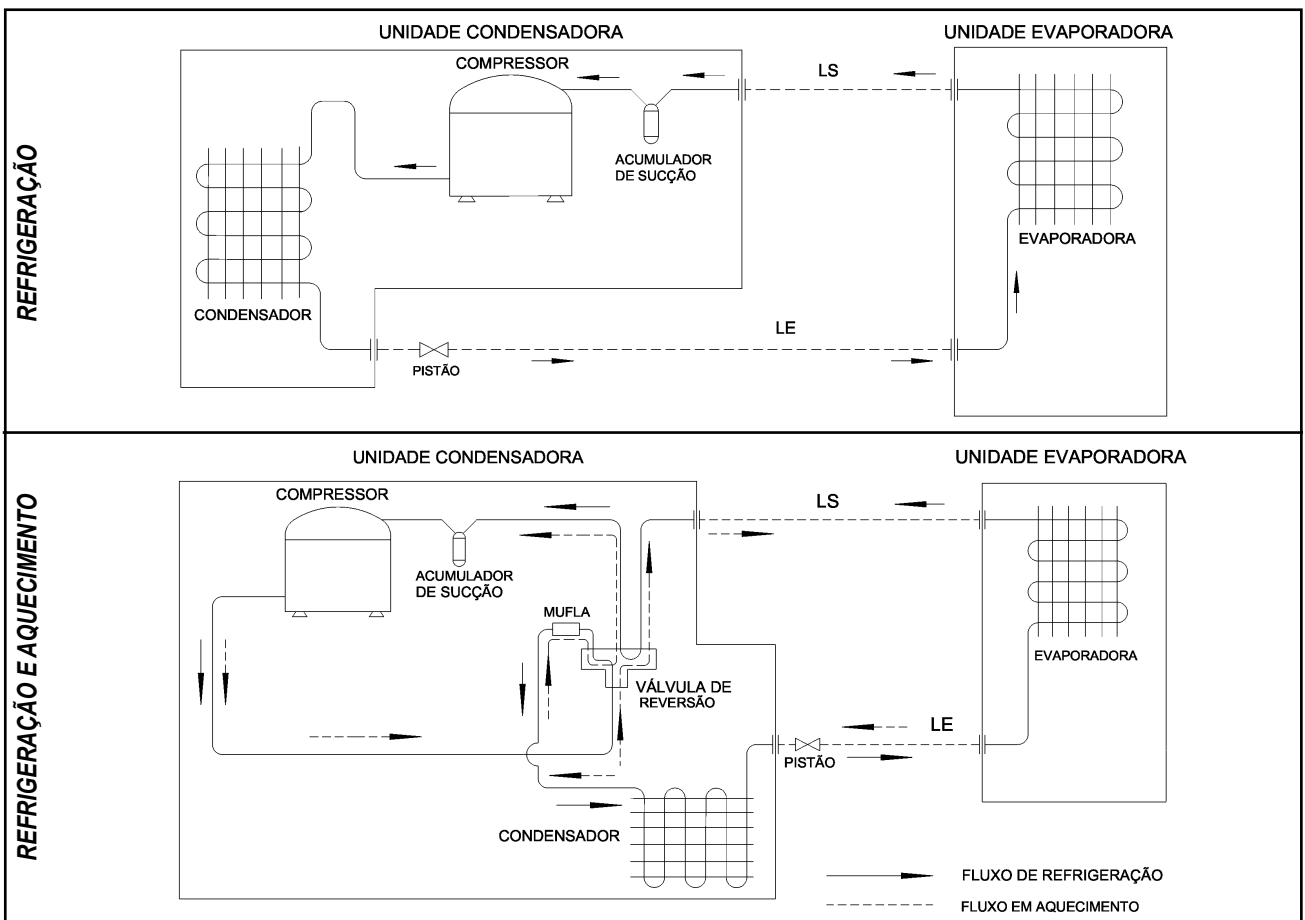 REFRIGERAÇÃO
UNIDADE CONDENSADORA
UNIDADE EVAPORADORA
COMPRESSOR
LS
ACUMULADOR
DE SUCÇÃO
EVAPORADORA
CONDENSADOR
LE
PISTÃO
REFRIGERAÇÃO E AQUECIMENTO
UNIDADE CONDENSADORA
UNIDADE EVAPORADORA
COMPRESSOR
LS
ACUMULADOR
DE SUCÇÃO
MUFLA
EVAPORADORA
VÁLVULA DE
REVERSÃO
LE
PISTÃO
CONDENSADOR
FLUXO DE REFRIGERAÇÃO
FLUXO EM AQUECIMENTO